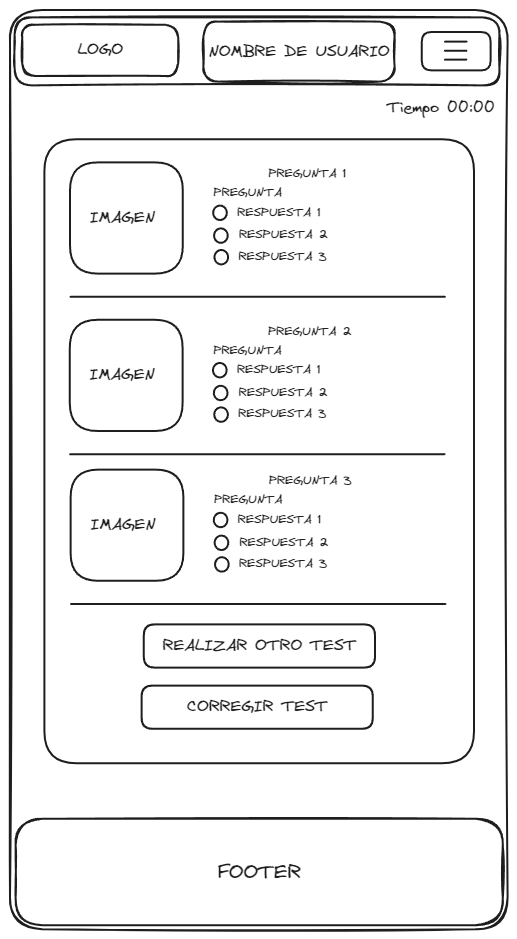 LOGO
NOMBRE DE USUARIO
Tiempo 00:00
IMAGEN
PREGUNTA 1
PREGUNTA
RESPUESTA 1
RESPUESTA 2
RESPUESTA 3
IMAGEN
PREGUNTA 2
PREGUNTA
RESPUESTA 1
RESPUESTA 2
RESPUESTA 3
IMAGEN
PREGUNTA 3
PREGUNTA
RESPUESTA 1
RESPUESTA 2
RESPUESTA 3
REALIZAR OTRO TEST
CORREGIR TEST
FOOTER